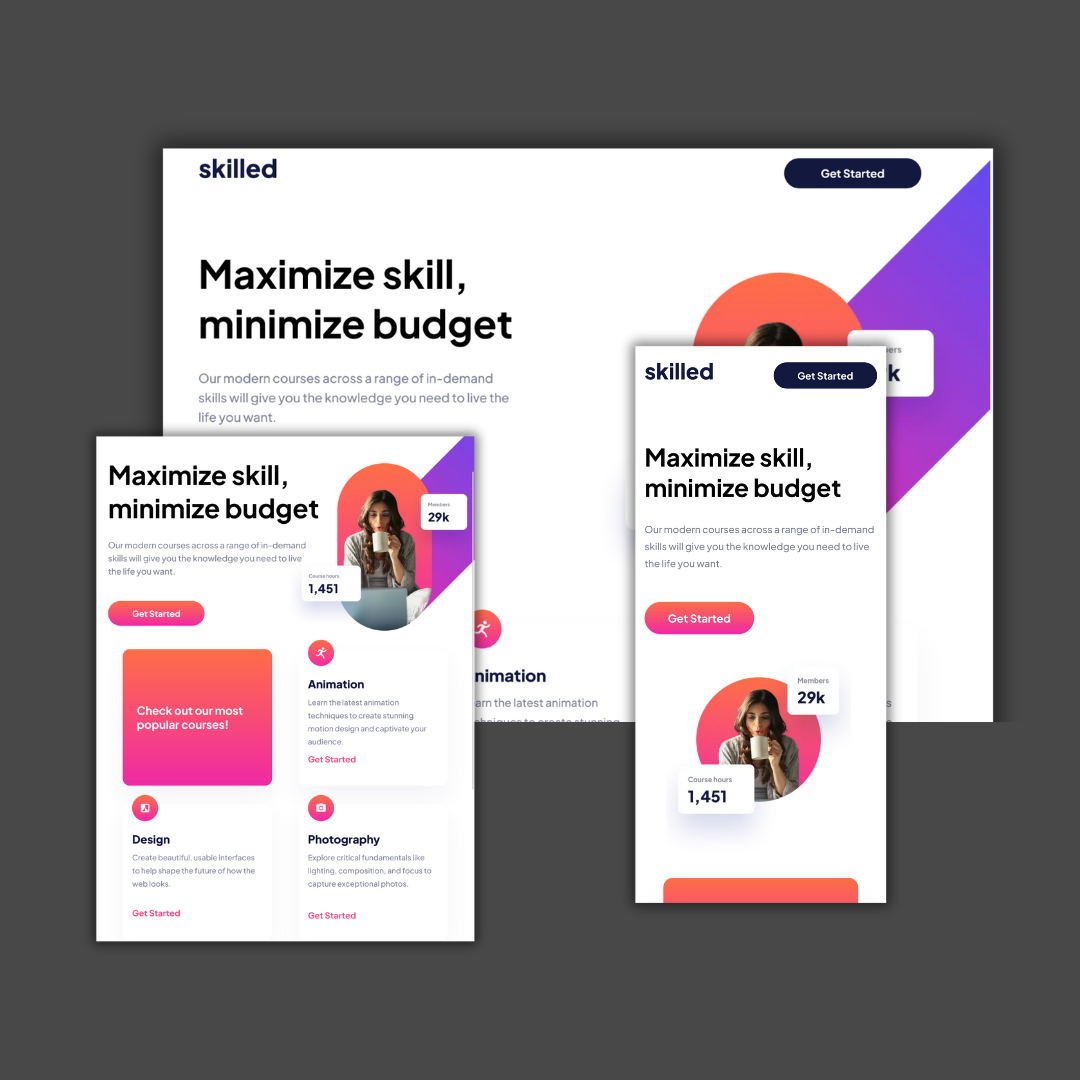 skilled
Get Started
Maximize skill,
minimize budget
Our modern courses across a range of in-demand
skills will give you the knowledge you need to live the
life you want.
Maximize skill,
minimize budget
Our modern courses across a range of in-demand
skills will give you the knowledge you need to live
the life you want.
Get Started
Members
29k
Course hours
1,451
Check out our most
popular courses!
Animation
Learn the latest animation
techniques to create stunning
motion design and captivate your
audience.
Get Started
Design
Create beautiful, usable interfaces
to help shape the future of how the
web looks.
Get Started
Photography
Explore critical fundamentals like
lighting, composition, and focus to
capture exceptional photos.
Get Started
nimation
arn the latest animation
skilled
Get Started
Maximize skill,
minimize budget
Our modern courses across a range of in-demand
skills will give you the knowledge you need to live
the life you want.
Get Started
Members
29k
Course hours
1,451